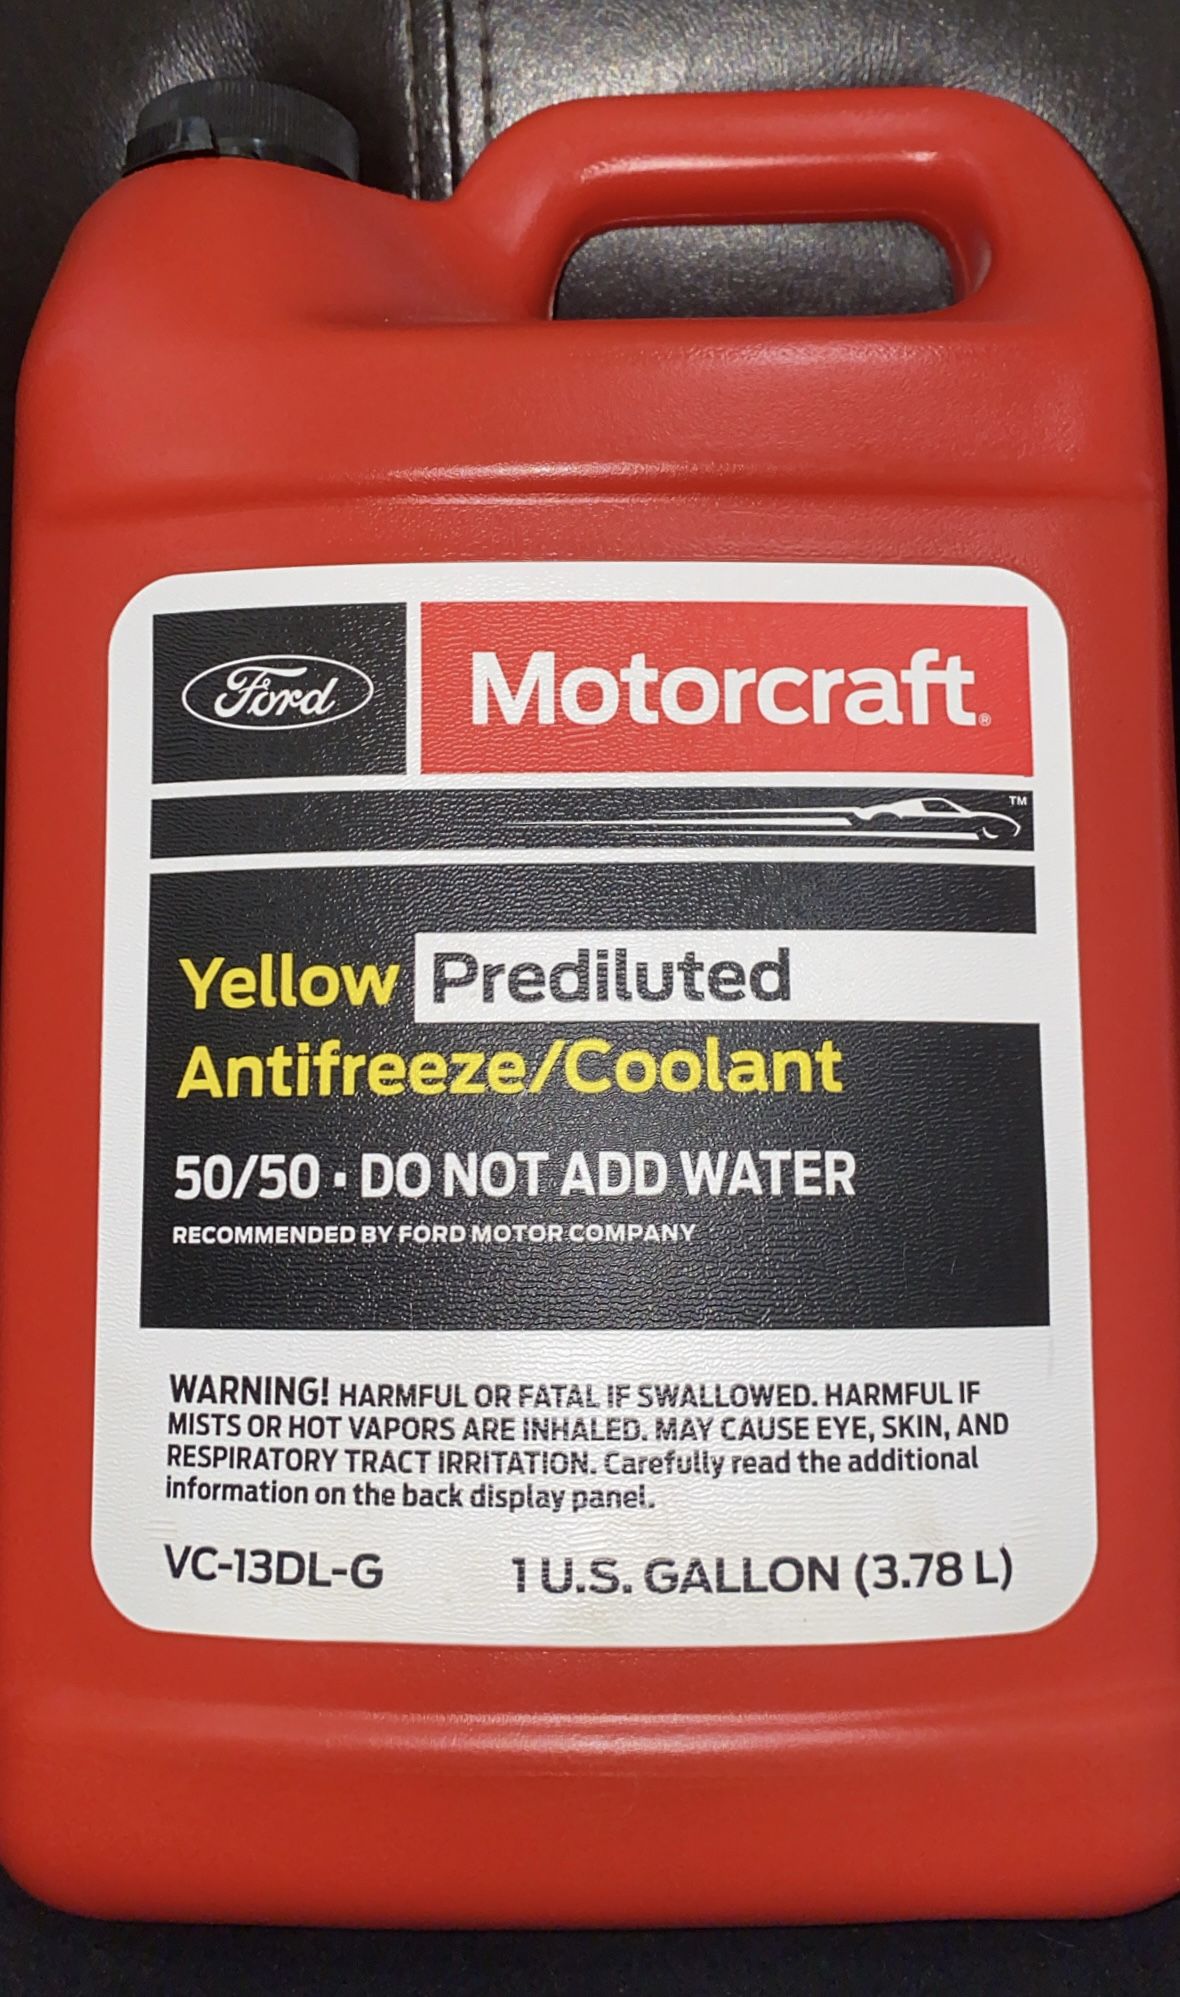 Ford Motorcraft®
TM
Yellow Prediluted
Antifreeze/Coolant
50/50 · DO NOT ADD WATER
RECOMMENDED BY FORD MOTOR COMPANY
WARNING! HARMFUL OR FATAL IF SWALLOWED. HARMFUL IF
MISTS OR HOT VAPORS ARE INHALED. MAY CAUSE EYE, SKIN, AND
RESPIRATORY TRACT IRRITATION. Carefully read the additional
information on the back display panel.
VC-13DL-G 1 U.S. GALLON (3.78 L)